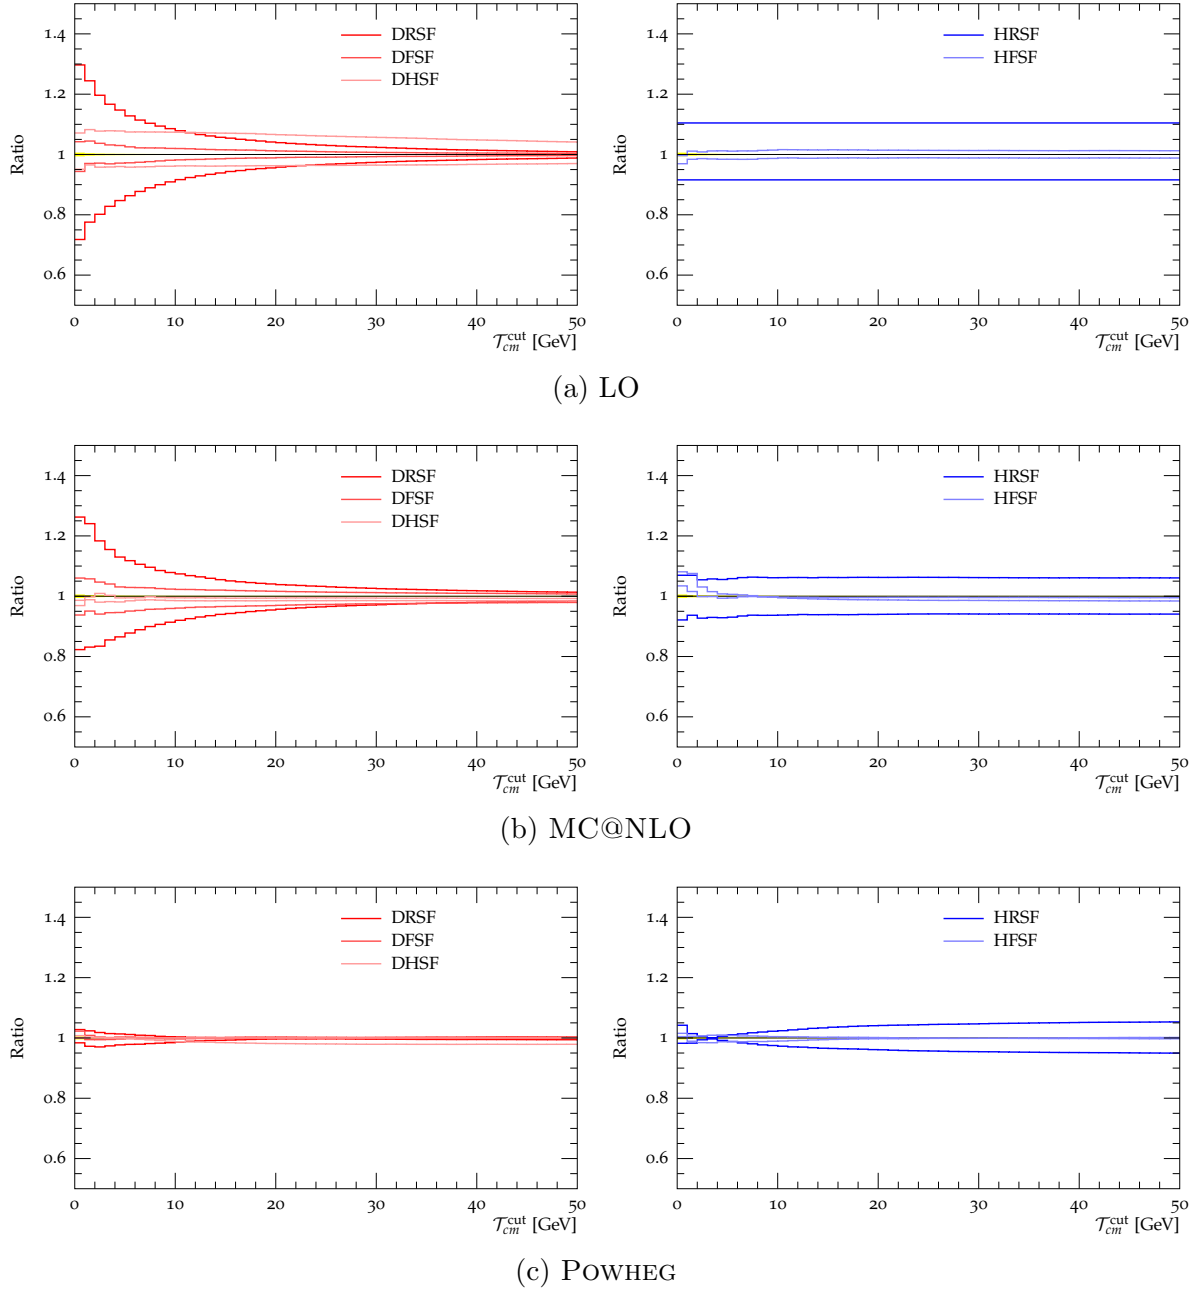 Ratio
1.4
1.2
1
0.8
0.6
DRSF
DFSF
DHSF
0 10 20 30 40 50
𝒯cm^cut [GeV]
Ratio
1.4
1.2
1
0.8
0.6
HRSF
HFSF
0 10 20 30 40 50
𝒯cm^cut [GeV]
(a) LO
Ratio
1.4
1.2
1
0.8
0.6
DRSF
DFSF
DHSF
0 10 20 30 40 50
𝒯cm^cut [GeV]
Ratio
1.4
1.2
1
0.8
0.6
HRSF
HFSF
0 10 20 30 40 50
𝒯cm^cut [GeV]
(b) MC@NLO
Ratio
1.4
1.2
1
0.8
0.6
DRSF
DFSF
DHSF
0 10 20 30 40 50
𝒯cm^cut [GeV]
Ratio
1.4
1.2
1
0.8
0.6
HRSF
HFSF
0 10 20 30 40 50
𝒯cm^cut [GeV]
(c) POWHEG